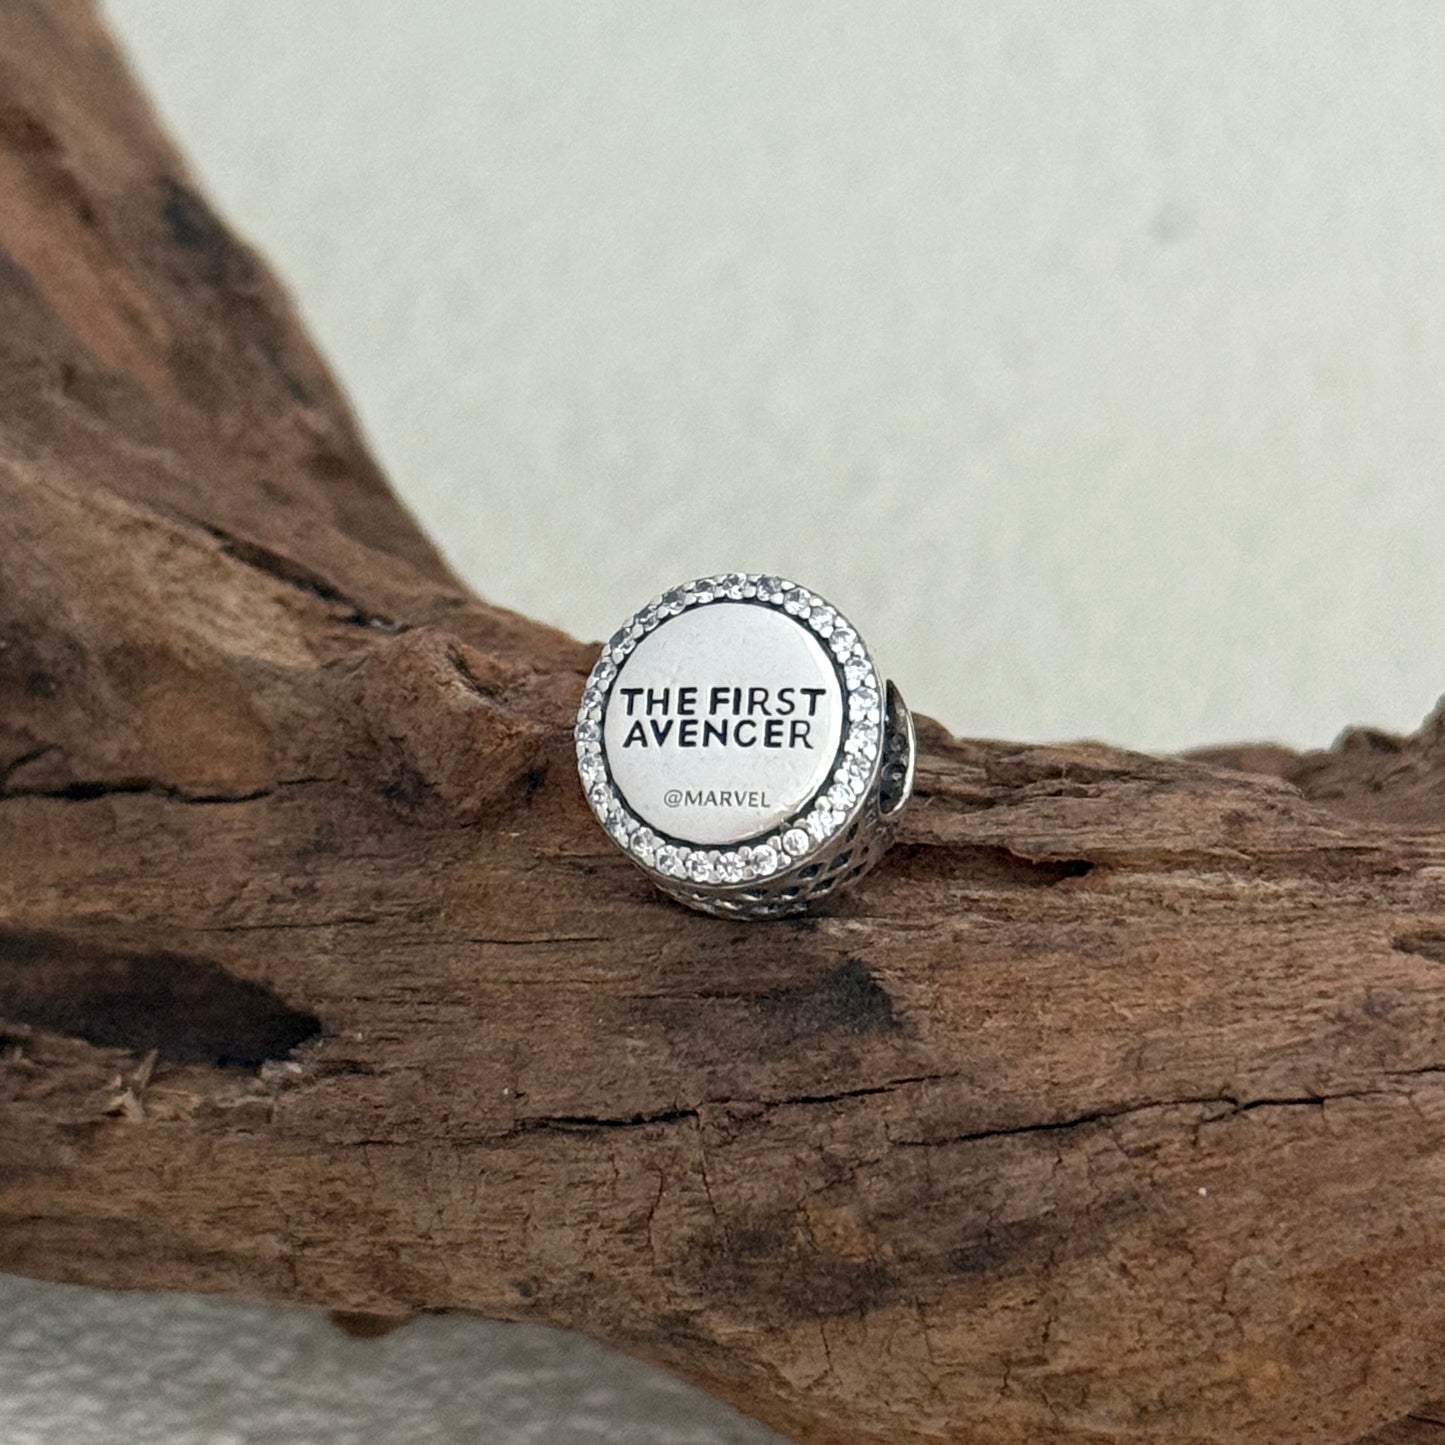 THE FIRST
AVENCER
@MARVEL